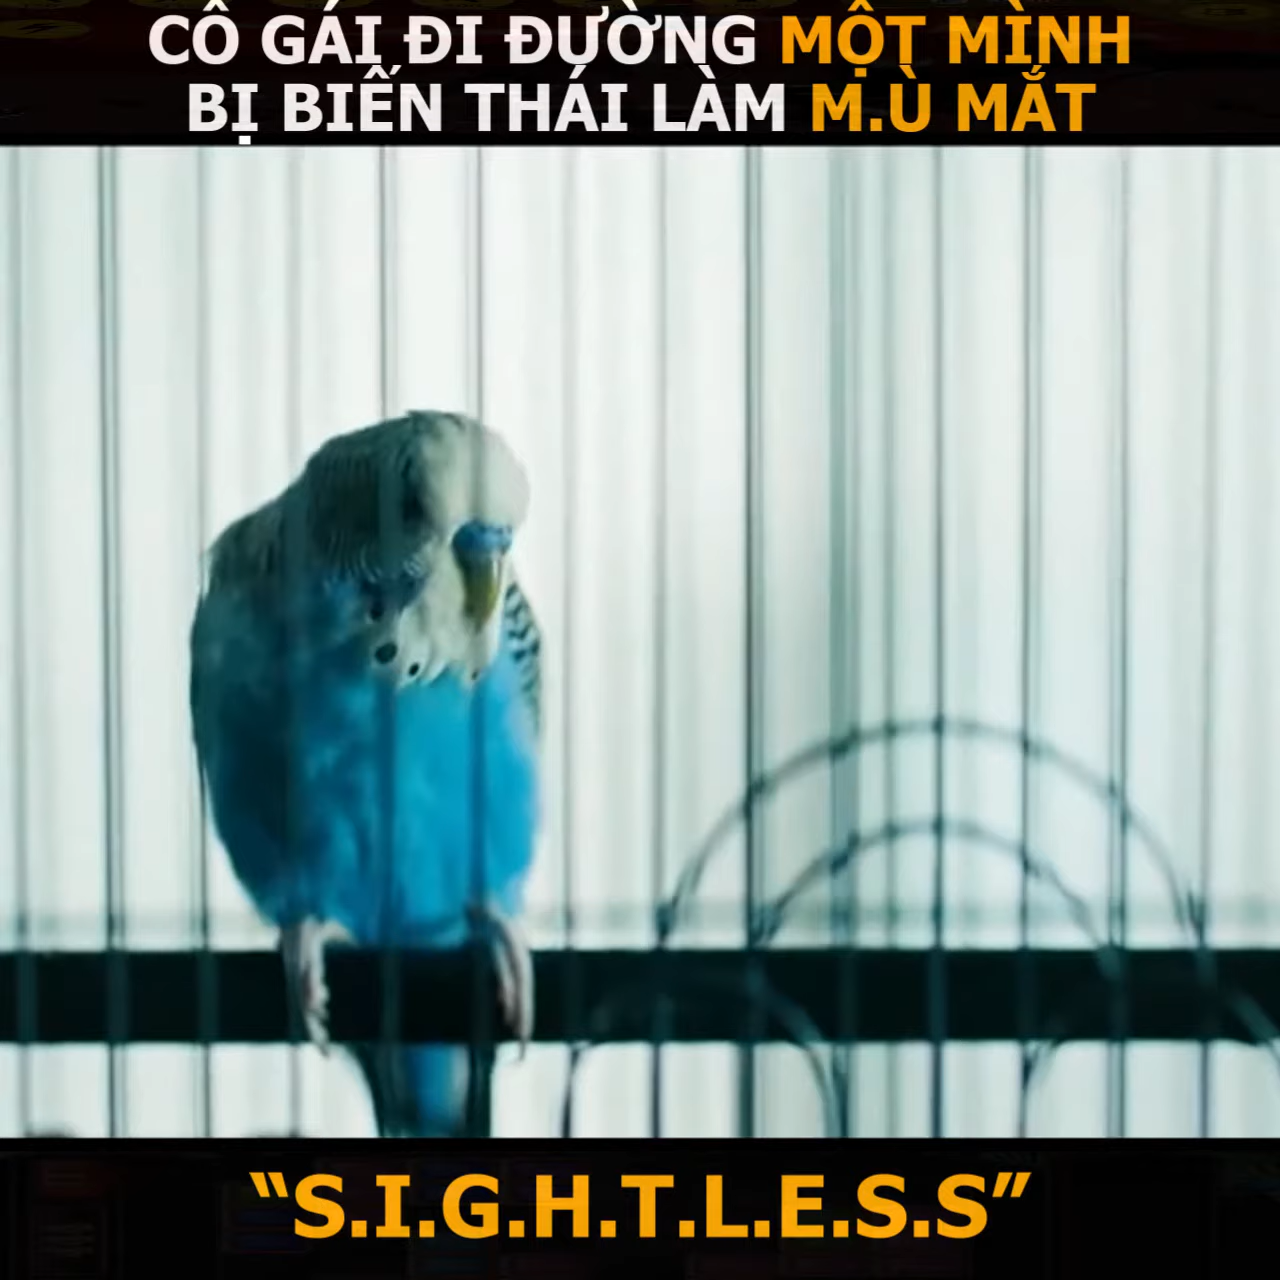 CÔ GÁI ĐI ĐƯỜNG MỘT MÌNH
BỊ BIẾN THÁI LÀM M.Ù MẮT
“S.I.G.H.T.L.E.S.S”